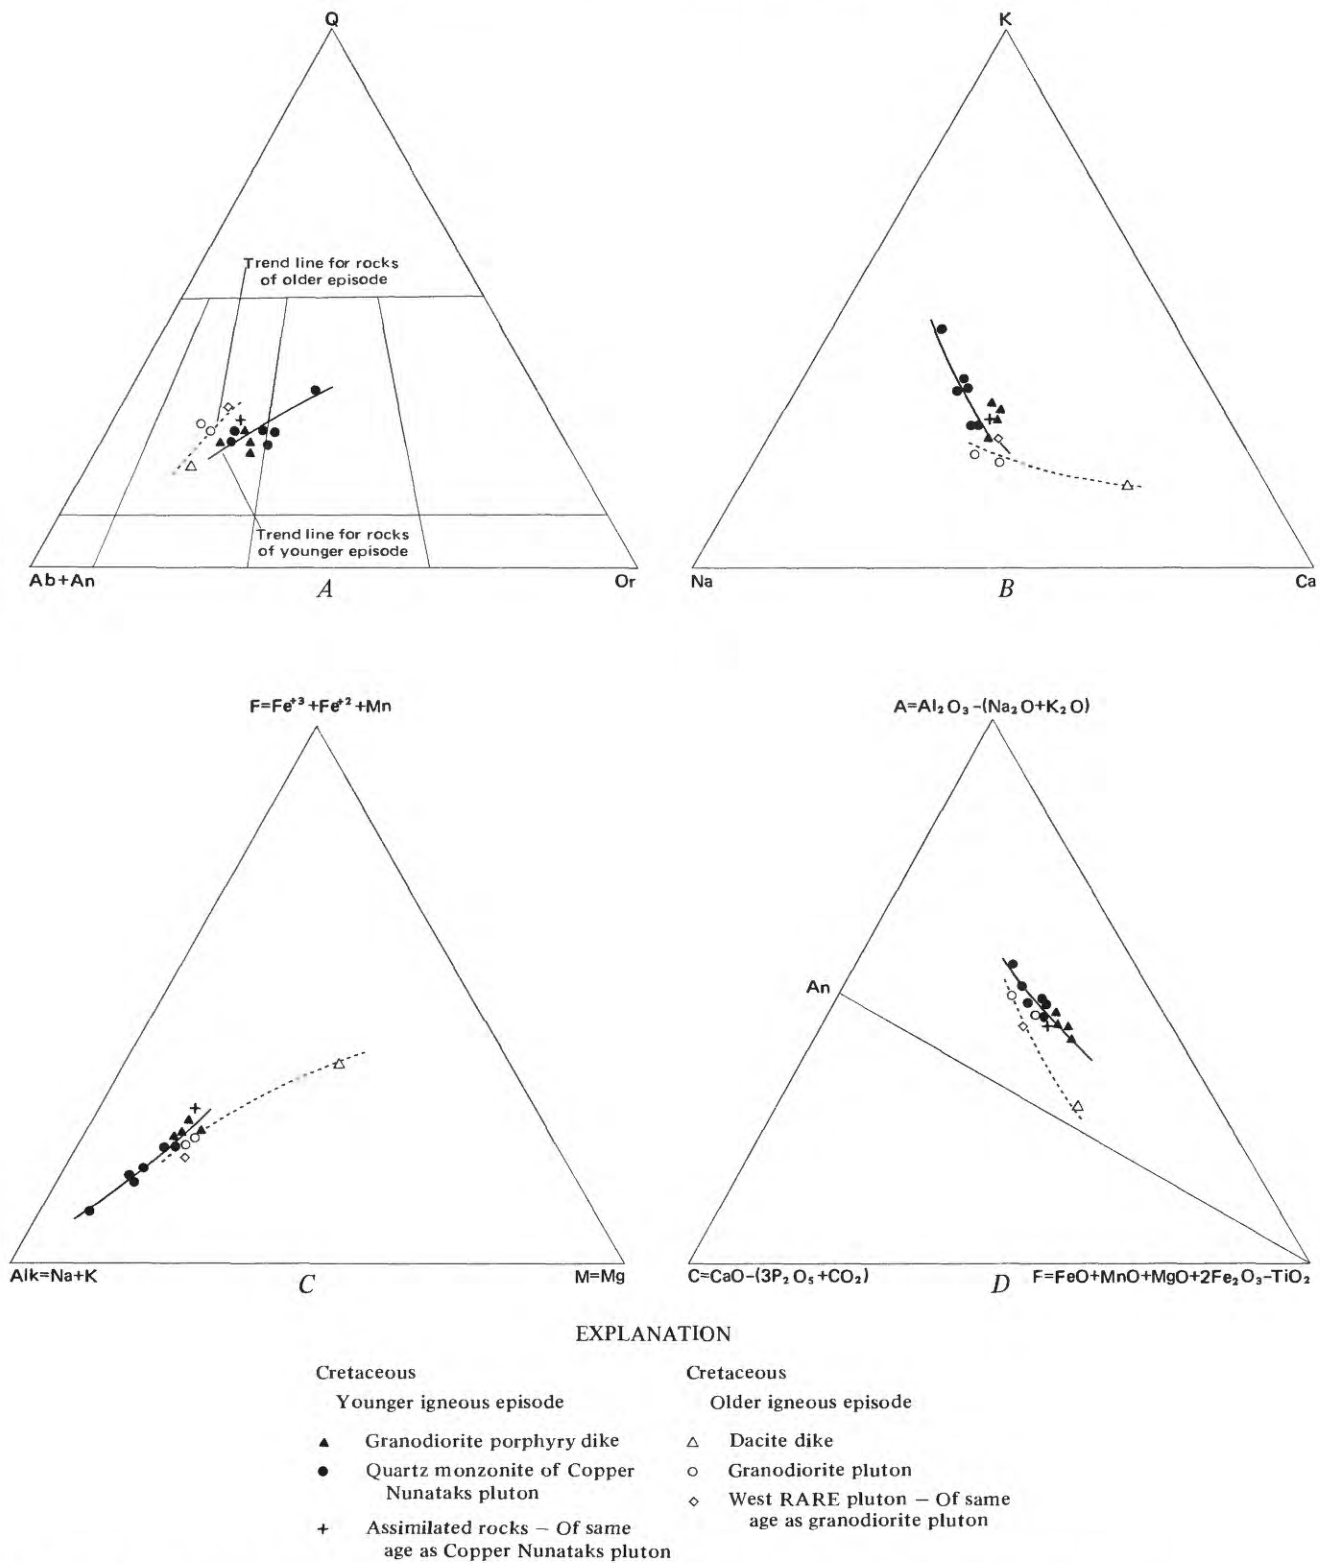 Q
K
Trend line for rocks
of older episode
Trend line for rocks
of younger episode
Ab+An
Or
A
Na
Ca
B
F=Fe⁺³+Fe⁺²+Mn
A=Al₂O₃-(Na₂O+K₂O)
An
Alk=Na+K
M=Mg
C
C=CaO-(3P₂O₅+CO₂)
F=FeO+MnO+MgO+2Fe₂O₃-TiO₂
D
EXPLANATION
Cretaceous
Younger igneous episode
Granodiorite porphyry dike
Quartz monzonite of Copper
Nunataks pluton
Assimilated rocks – Of same
age as Copper Nunataks pluton
Cretaceous
Older igneous episode
Dacite dike
Granodiorite pluton
West RARE pluton – Of same
age as granodiorite pluton